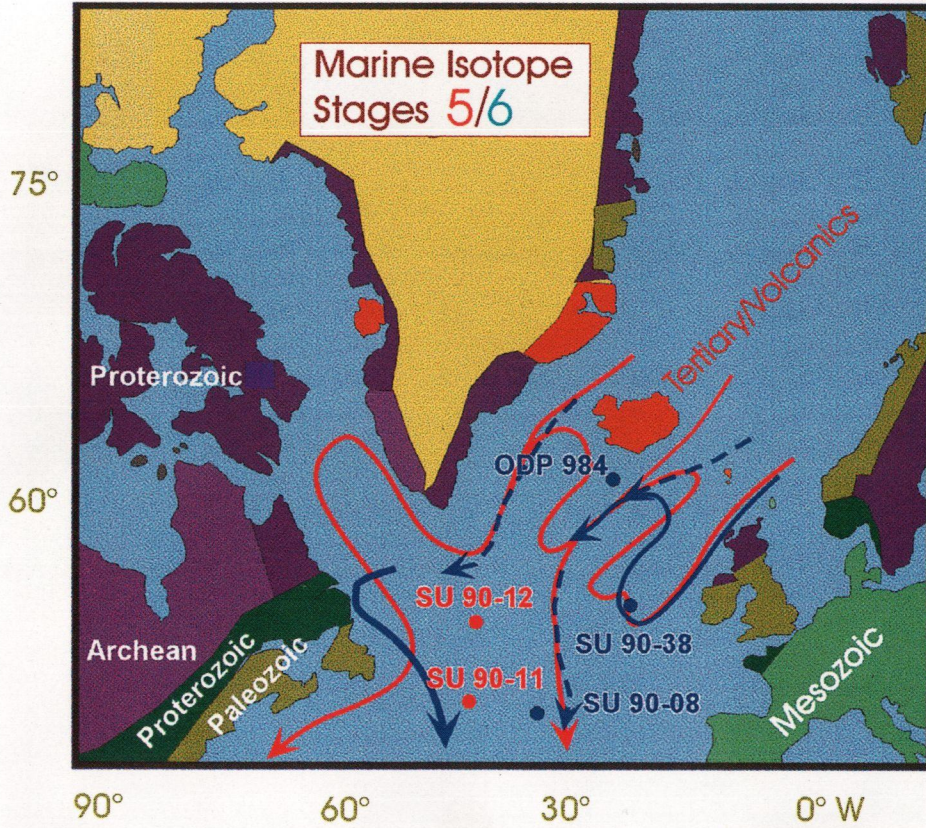 Marine Isotope
Stages 5/6
75°
Tertiary/Volcanics
Proterozoic
ODP 984
60°
SU 90-12
SU 90-38
Archean
Proterozoic
Paleozoic
SU 90-11
SU 90-08
Mesozoic
90°
60°
30°
0° W